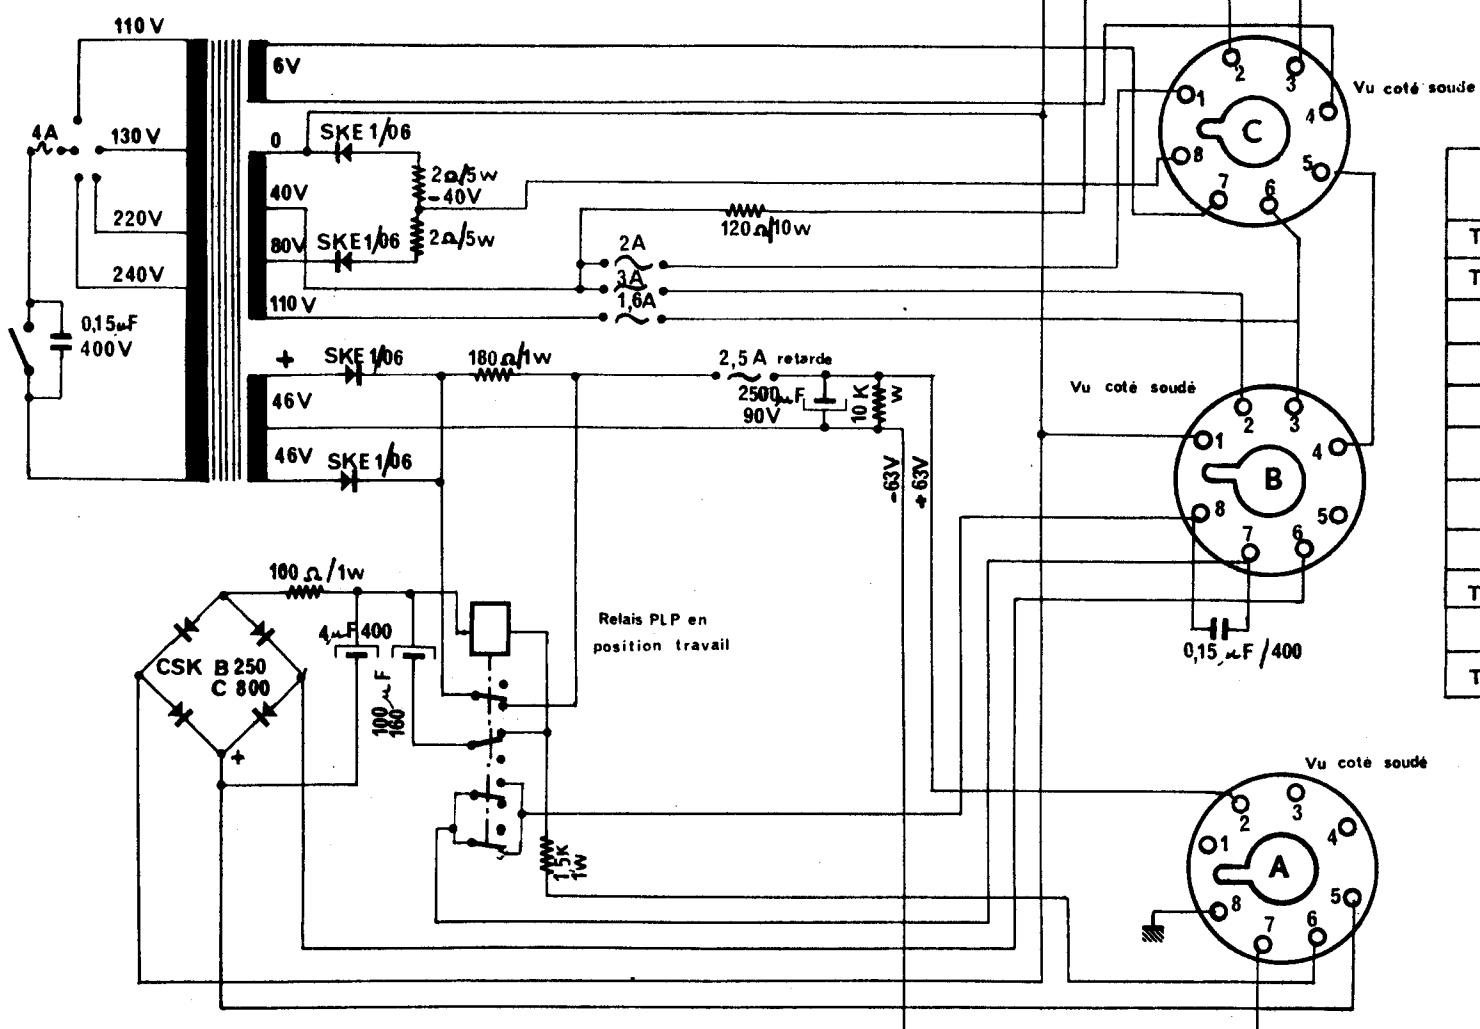 110 V
6V
4A
130 V
0
SKE 1/06
40V
2Ω/5w
-40V
220V
80V
SKE 1/06
2Ω/5w
240V
110 V
120Ω/10w
2A
3A
1,6A
0,15µF
400V
+
SKE 1/06
180Ω/1w
2,5 A retarde
46V
2500µF
90V
10 K
W
46V
SKE 1/06
-63V
+63V
160Ω/1w
4µF400
CSK B 250
C 800
+
100µF
160
Relais PLP en
position travail
1,5K
1W
Vu coté soude
C
1
2
3
4
5
6
7
8
Vu coté soudé
B
1
2
3
4
5
6
7
8
0,15µF/400
Vu coté soudé
A
1
2
3
4
5
6
7
8
T
T
T
T